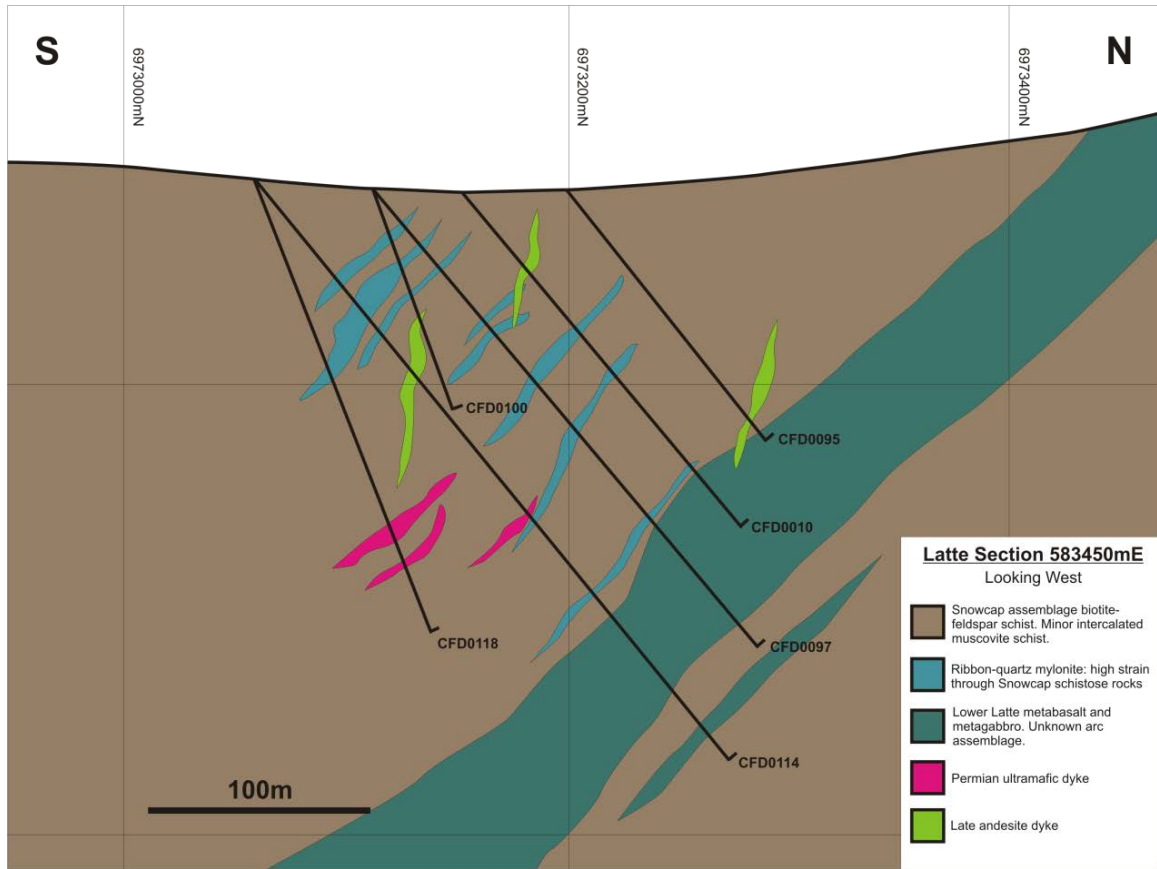 S
N
6973000mN
6973200mN
6973400mN
CFD0100
CFD0095
CFD0010
CFD0118
CFD0097
CFD0114
100m
Latte Section 583450mE
Looking West
Snowcap assemblage biotite-
feldspar schist. Minor intercalated
muscovite schist.
Ribbon-quartz mylonite: high strain
through Snowcap schistose rocks
Lower Latte metabasalt and
metagabbro. Unknown arc
assemblage.
Permian ultramafic dyke
Late andesite dyke